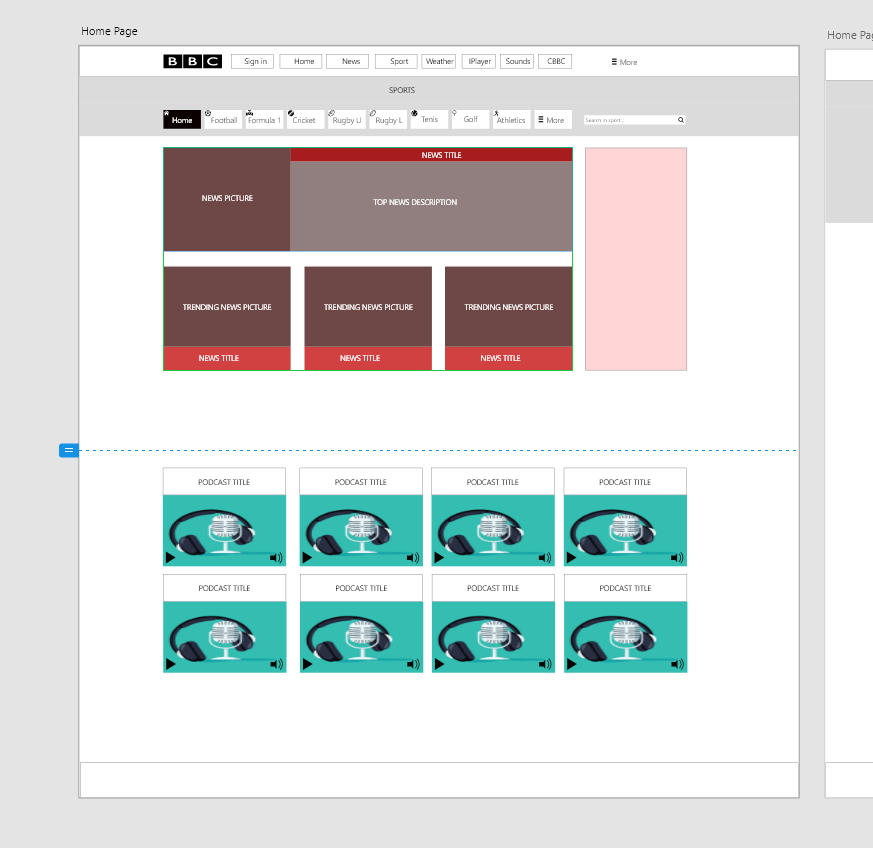 Home Page
Home Pag
BBC Sign in Home News Sport Weather IPlayer Sounds CBBC More
SPORTS
Home Football Formula 1 Cricket Rugby U Rugby L Tenis Golf Athletics More Search in sport...
NEWS TITLE
NEWS PICTURE
TOP NEWS DESCRIPTION
TRENDING NEWS PICTURE TRENDING NEWS PICTURE TRENDING NEWS PICTURE
NEWS TITLE NEWS TITLE NEWS TITLE
PODCAST TITLE PODCAST TITLE PODCAST TITLE PODCAST TITLE
PODCAST TITLE PODCAST TITLE PODCAST TITLE PODCAST TITLE